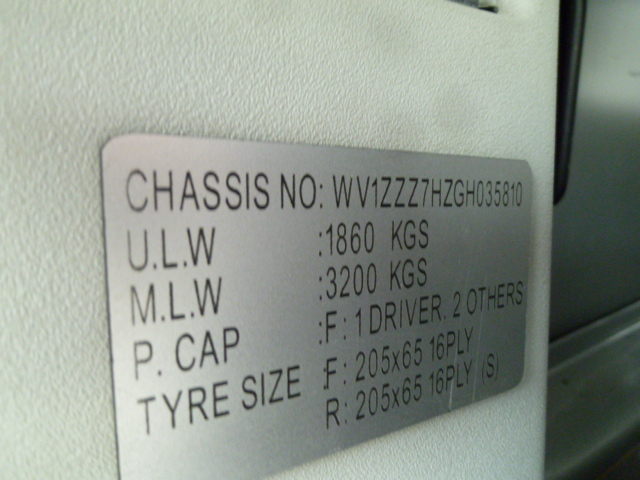 CHASSIS NO: WV1ZZZ7HZGH035810
U.L.W :1860 KGS
M.L.W :3200 KGS
P. CAP :F: 1 DRIVER. 2 OTHERS
TYRE SIZE F: 205x65 16PLY
R: 205x65 16PLY (S)